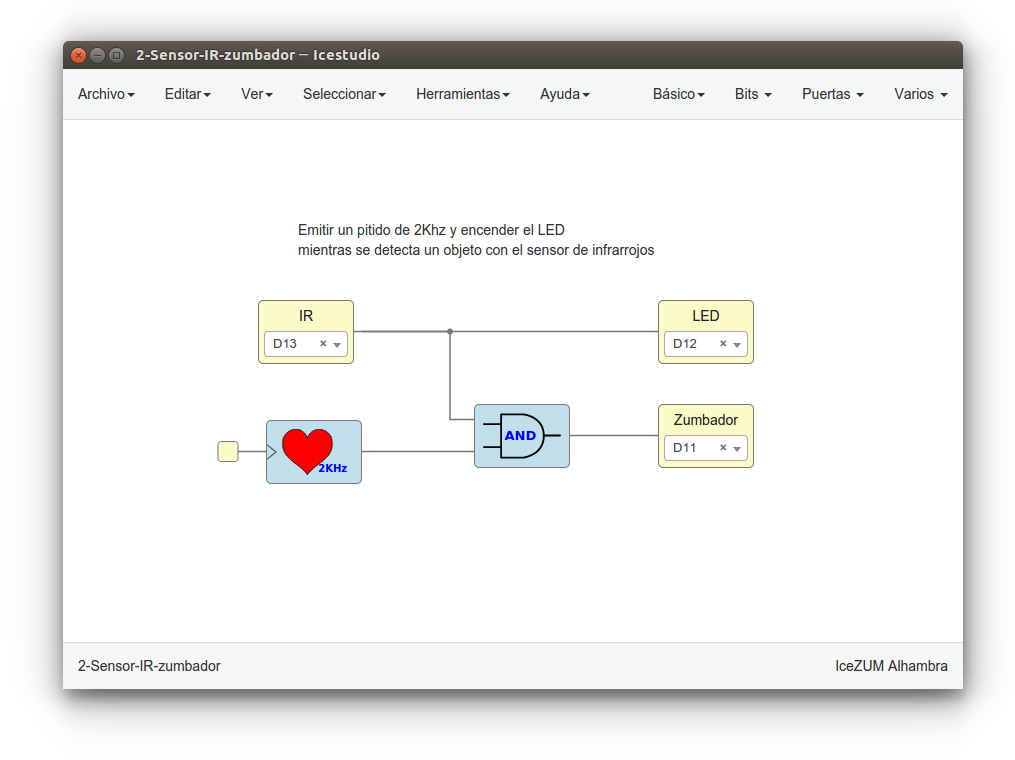 2-Sensor-IR-zumbador — Icestudio
Archivo Editar Ver Seleccionar Herramientas Ayuda Básico Bits Puertas Varios
Emitir un pitido de 2Khz y encender el LED
mientras se detecta un objeto con el sensor de infrarrojos
IR
D13
LED
D12
2KHz
AND
Zumbador
D11
2-Sensor-IR-zumbador
IceZUM Alhambra